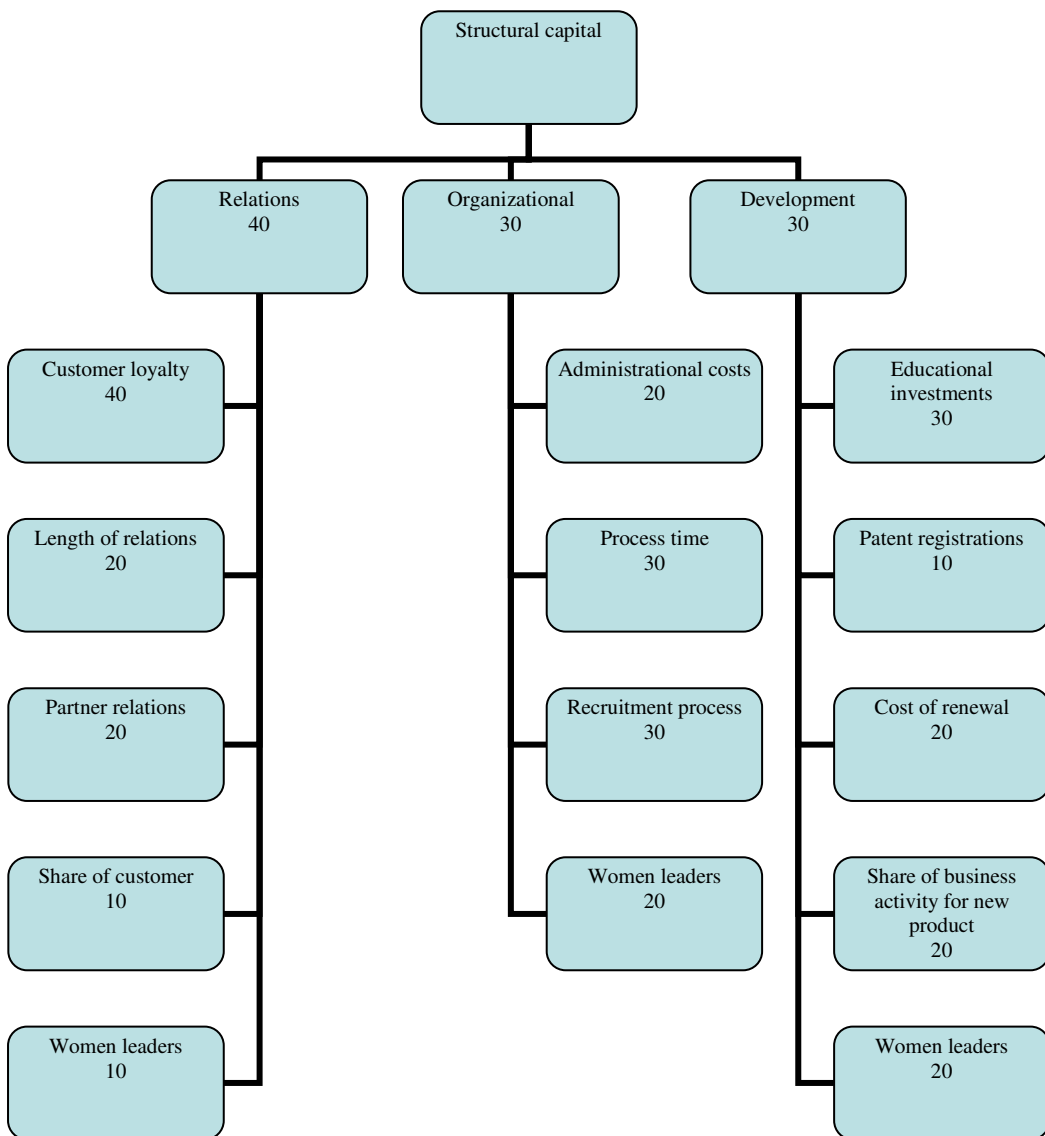 Structural capital
Relations
40
Organizational
30
Development
30
Customer loyalty
40
Length of relations
20
Partner relations
20
Share of customer
10
Women leaders
10
Administrational costs
20
Process time
30
Recruitment process
30
Women leaders
20
Educational
investments
30
Patent registrations
10
Cost of renewal
20
Share of business
activity for new
product
20
Women leaders
20